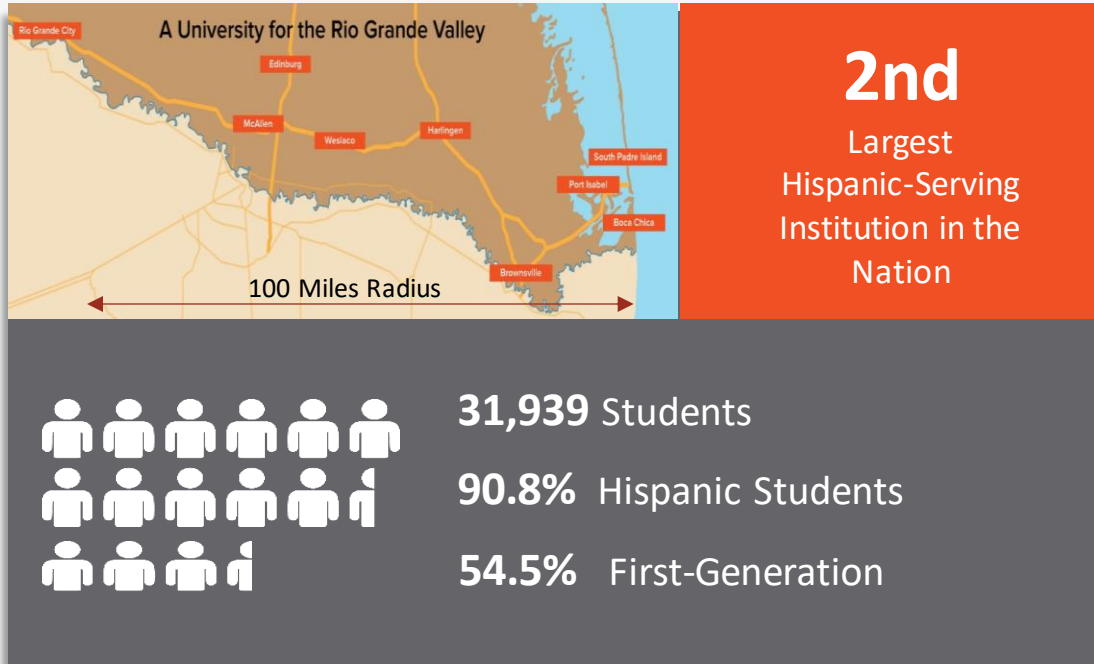 A University for the Rio Grande Valley
Rio Grande City
Edinburg
McAllen
Weslaco
Harlingen
South Padre Island
Port Isabel
Boca Chica
Brownsville
100 Miles Radius
2nd
Largest
Hispanic-Serving
Institution in the
Nation
31,939 Students
90.8% Hispanic Students
54.5% First-Generation